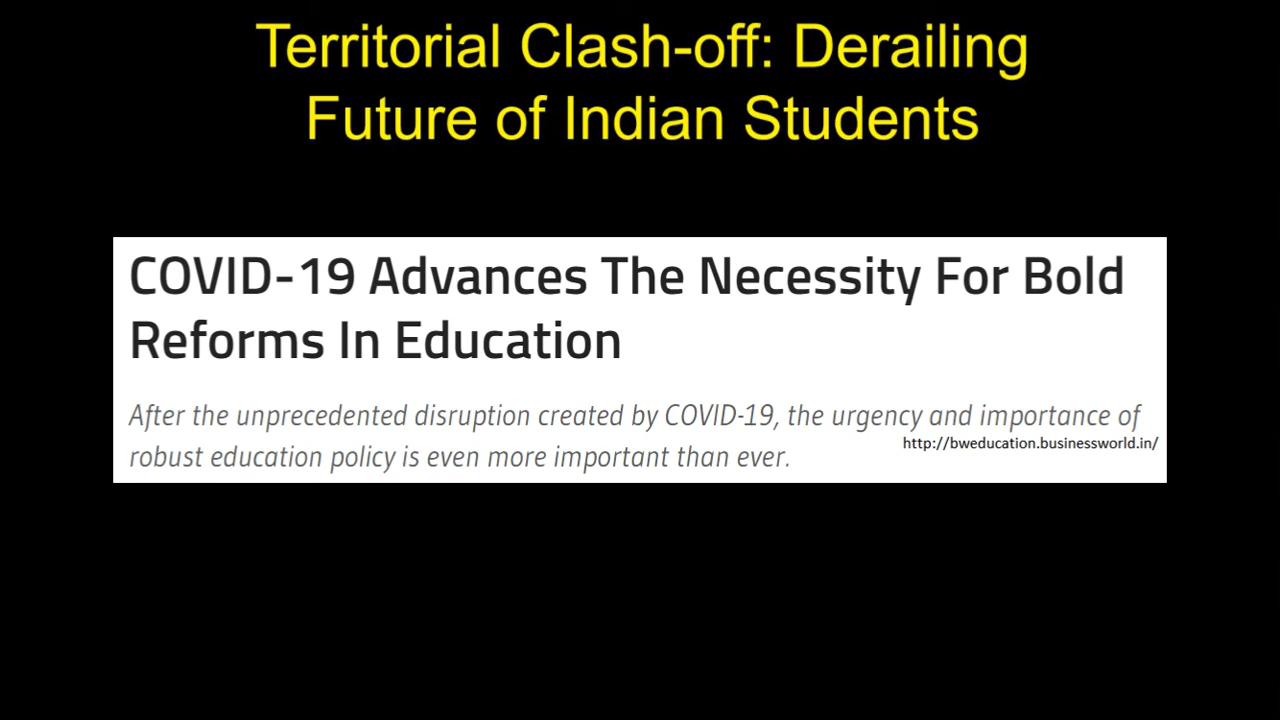 Territorial Clash-off: Derailing
Future of Indian Students
COVID-19 Advances The Necessity For Bold
Reforms In Education
After the unprecedented disruption created by COVID-19, the urgency and importance of
http://bweducation.businessworld.in/
robust education policy is even more important than ever.